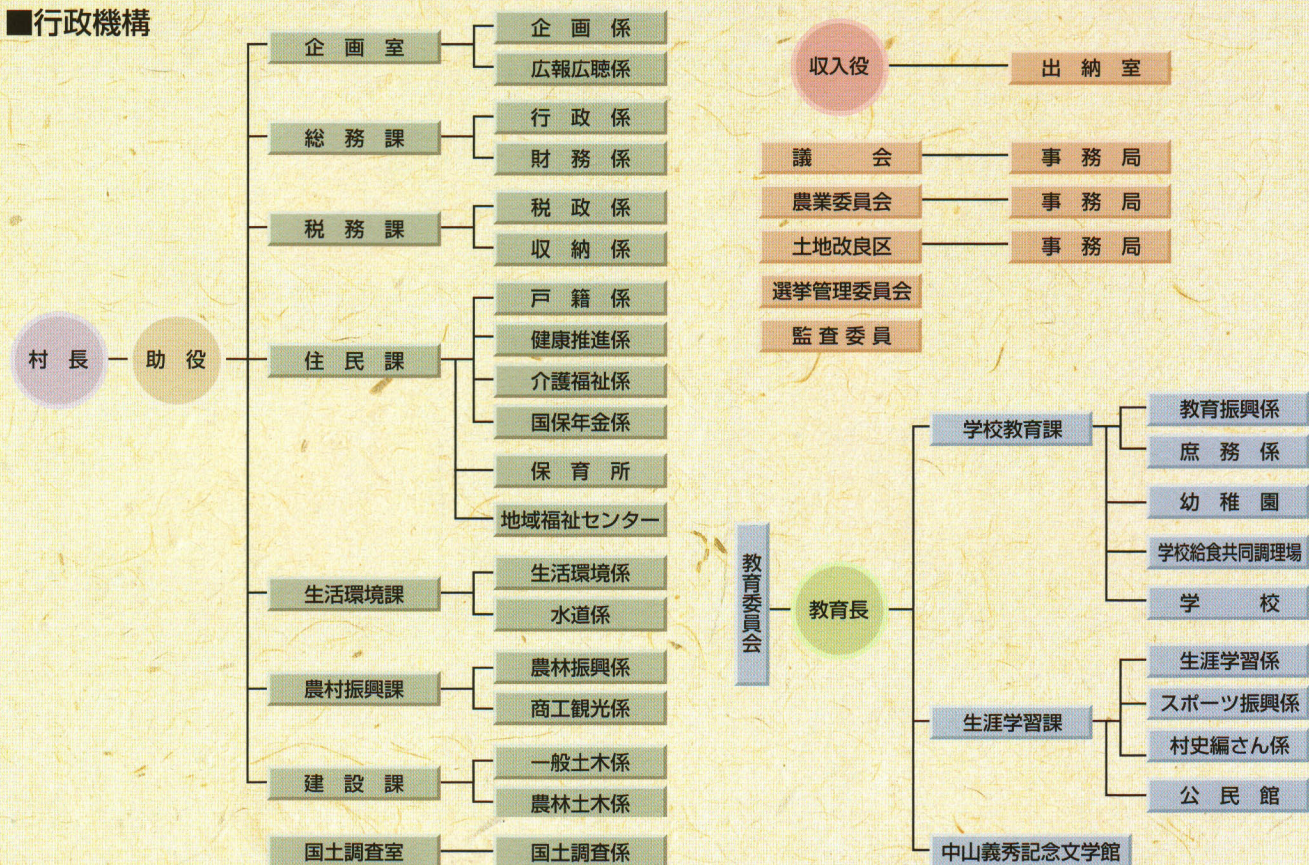 ■行政機構
村長
助役
企画室
企画係
広報広聴係
総務課
行政係
財務係
税務課
税政係
収納係
住民課
戸籍係
健康推進係
介護福祉係
国保年金係
保育所
地域福祉センター
生活環境課
生活環境係
水道係
農村振興課
農林振興係
商工観光係
建設課
一般土木係
農林土木係
国土調査室
国土調査係
収入役
出納室
議会
事務局
農業委員会
事務局
土地改良区
事務局
選挙管理委員会
監査委員
教育委員会
教育長
学校教育課
教育振興係
庶務係
幼稚園
学校給食共同調理場
学校
生涯学習課
生涯学習係
スポーツ振興係
村史編さん係
公民館
中山義秀記念文学館